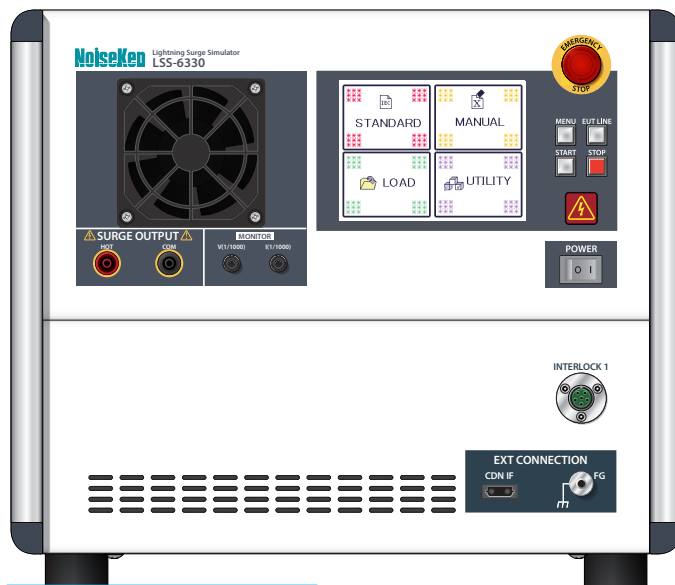 NoiseKen
Lightning Surge Simulator
LSS-6330
EMERGENCY
STOP
IEC
STANDARD
X
MANUAL
LOAD
UTILITY
MENU EUT LINE
START STOP
SURGE OUTPUT
HOT COM
MONITOR
V(1/1000) I(1/1000)
POWER
O I
INTERLOCK 1
EXT CONNECTION
CDN IF FG